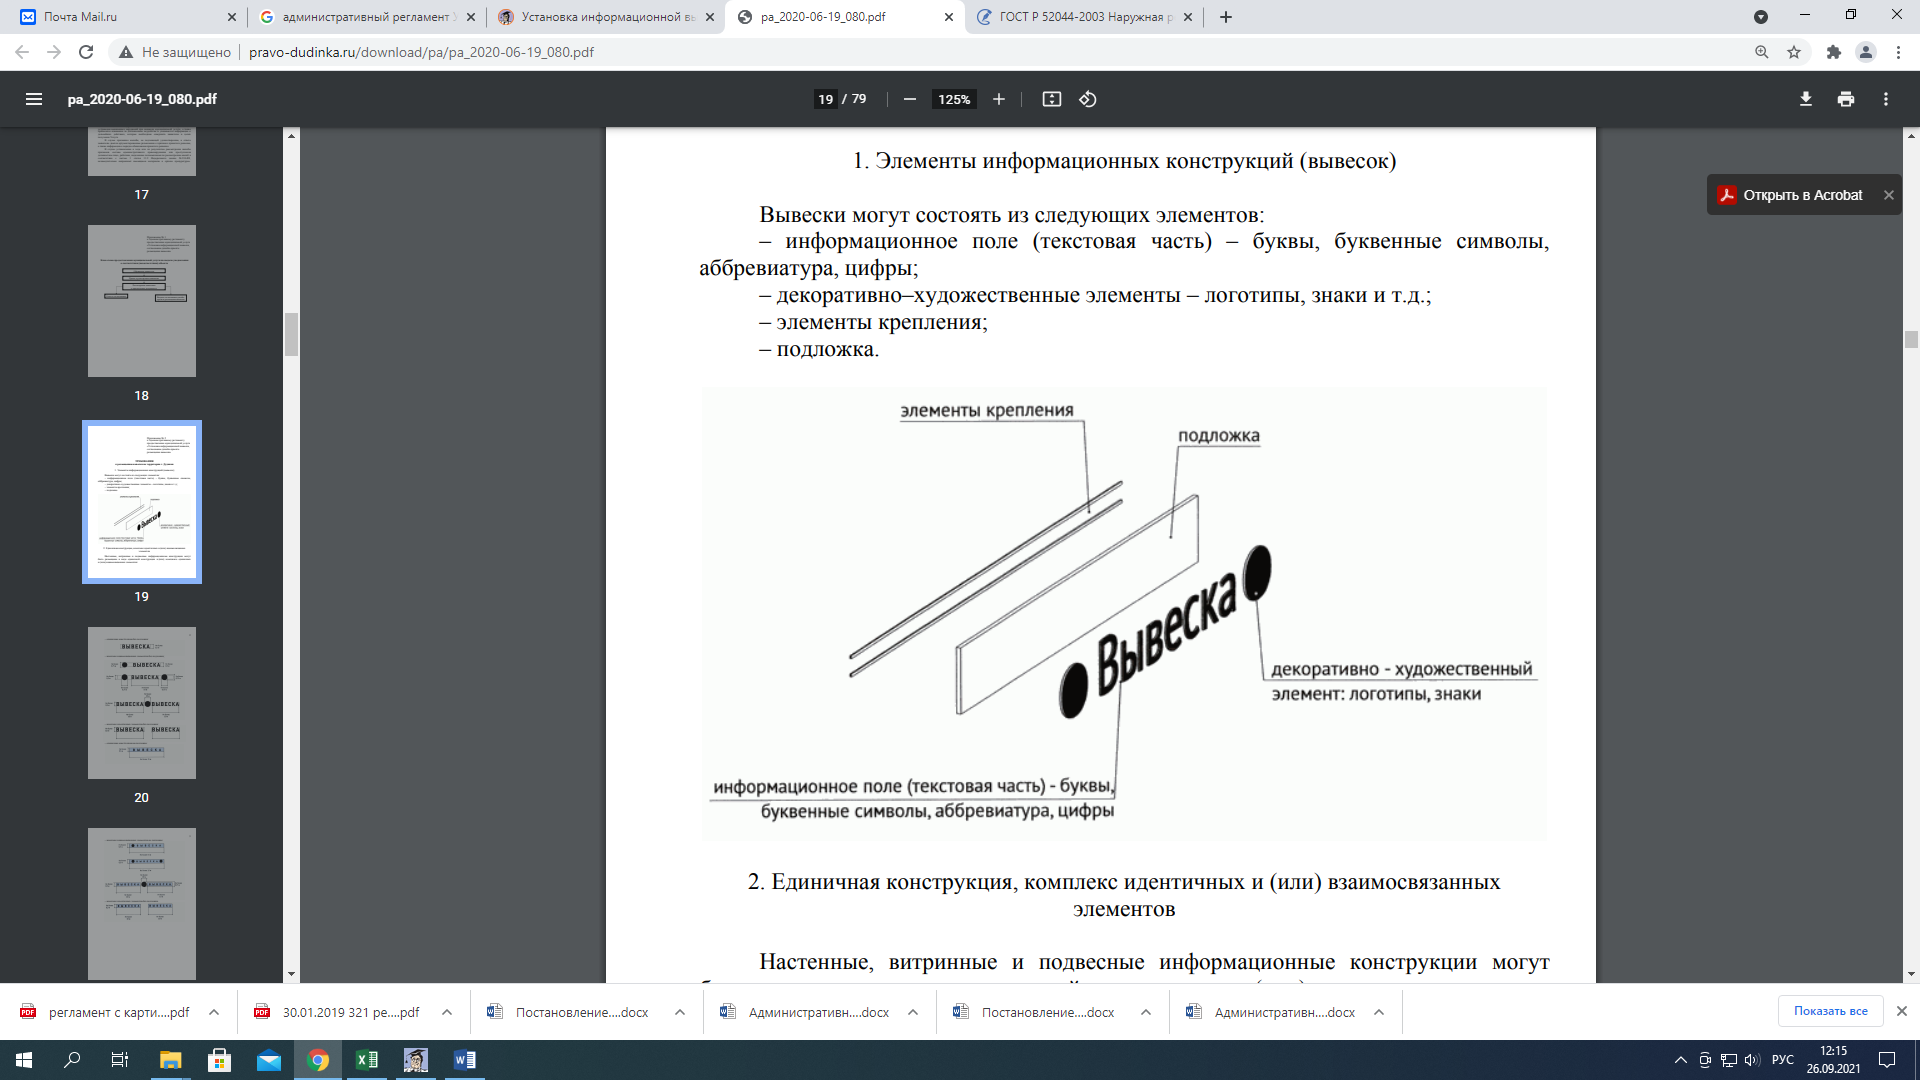 Почта Mail.ru
административный регламент У
Установка информационной вы
pa_2020-06-19_080.pdf
ГОСТ Р 52044-2003 Наружная р
Не защищено
pravo-dudinka.ru/download/pa/pa_2020-06-19_080.pdf
pa_2020-06-19_080.pdf
19 / 79
125%
Открыть в Acrobat
17
18
19
20
1. Элементы информационных конструкций (вывесок)
Вывески могут состоять из следующих элементов:
– информационное поле (текстовая часть) – буквы, буквенные символы,
аббревиатура, цифры;
– декоративно–художественные элементы – логотипы, знаки и т.д.;
– элементы крепления;
– подложка.
элементы крепления
подложка
Вывеска
декоративно - художественный
элемент: логотипы, знаки
информационное поле (текстовая часть) - буквы,
буквенные символы, аббревиатура, цифры
2. Единичная конструкция, комплекс идентичных и (или) взаимосвязанных
элементов
Настенные, витринные и подвесные информационные конструкции могут
регламент с карти....pdf
30.01.2019 321 ре....pdf
Постановление....docx
Административн....docx
Постановление....docx
Административн....docx
Показать все
РУС
12:15
26.09.2021